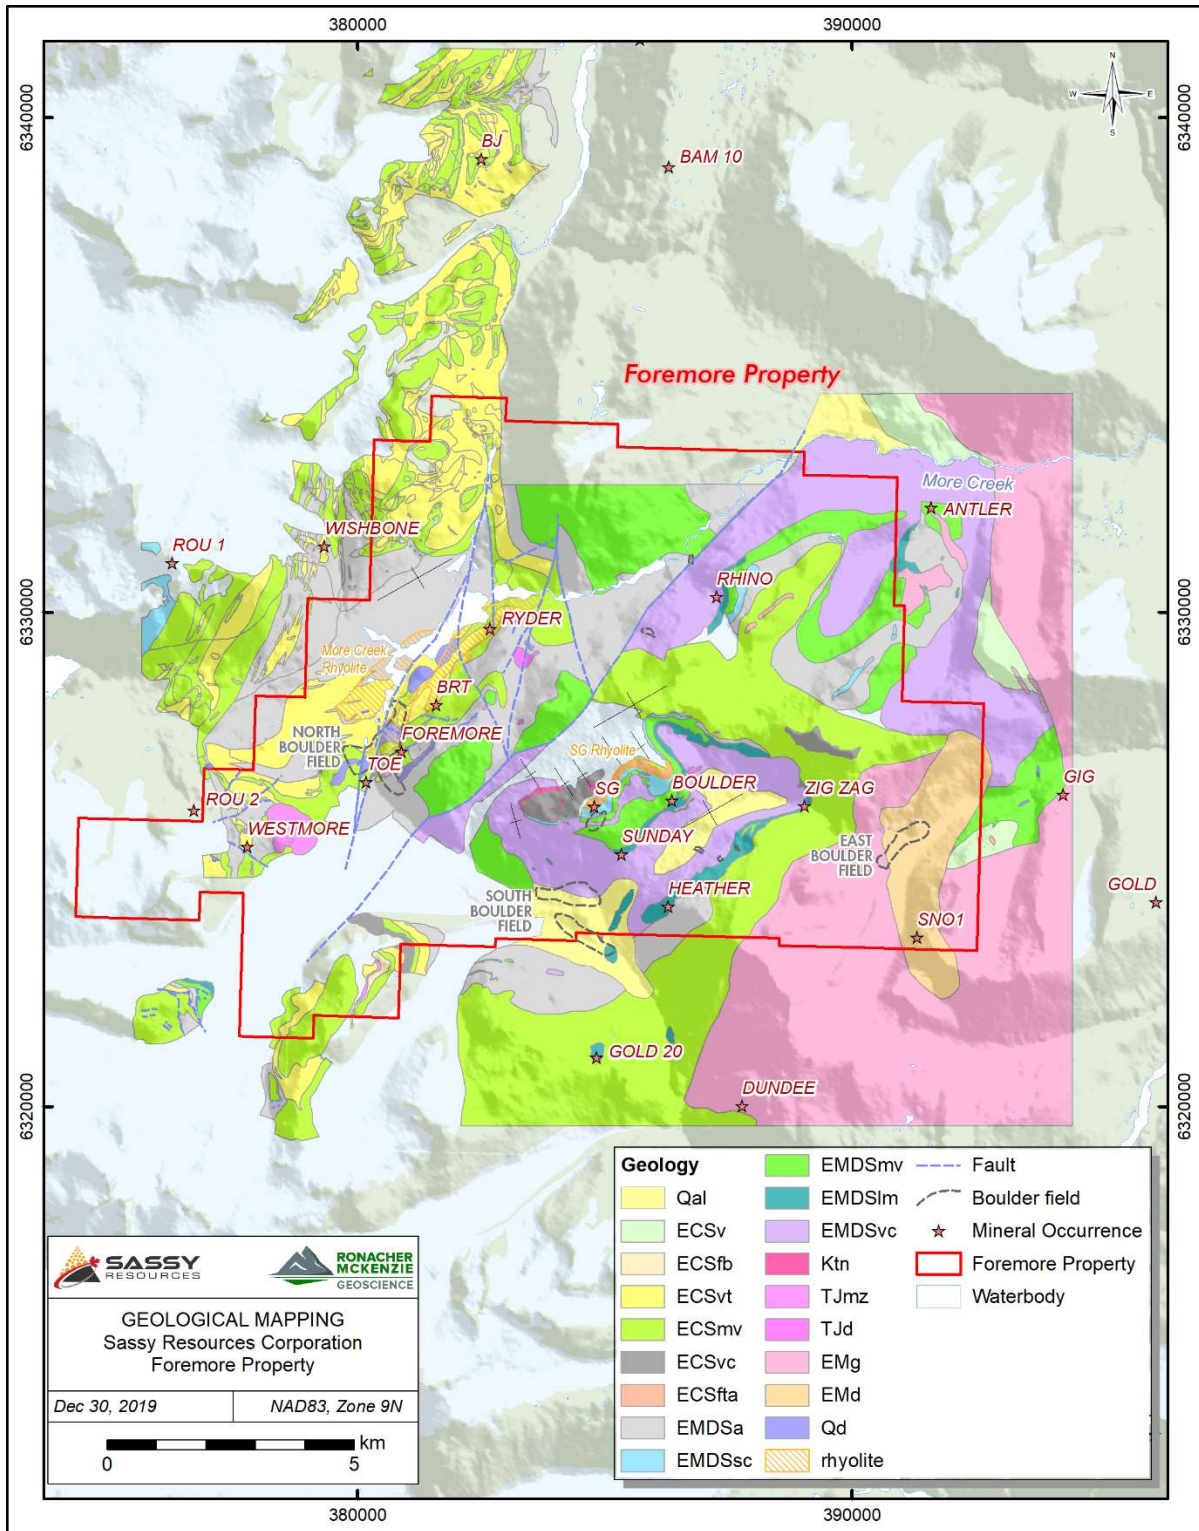 380000
390000
6340000
6340000
N
W
E
S
BJ
BAM 10
Foremore Property
More Creek
ANTLER
WISHBONE
ROU 1
RHINO
6330000
6330000
RYDER
More Creek
Rhyolite
BRT
NORTH
BOULDER
FIELD
FOREMORE
TOE
SG Rhyolite
SG
BOULDER
ZIG ZAG
GIG
ROU 2
WESTMORE
SUNDAY
EAST
BOULDER
FIELD
HEATHER
GOLD
SOUTH
BOULDER
FIELD
SNO1
GOLD 20
DUNDEE
6320000
6320000
Geology
Qal
ECSv
ECSfb
ECSvt
ECSmv
ECSvc
ECSfta
EMDSa
EMDSsc
EMDSmv
EMDSlm
EMDSvc
Ktn
TJmz
TJd
EMg
EMd
Qd
rhyolite
Fault
Boulder field
Mineral Occurrence
Foremore Property
Waterbody
SASSY
RESOURCES
RONACHER
MCKENZIE
GEOSCIENCE
GEOLOGICAL MAPPING
Sassy Resources Corporation
Foremore Property
Dec 30, 2019
NAD83, Zone 9N
km
0
5
380000
390000